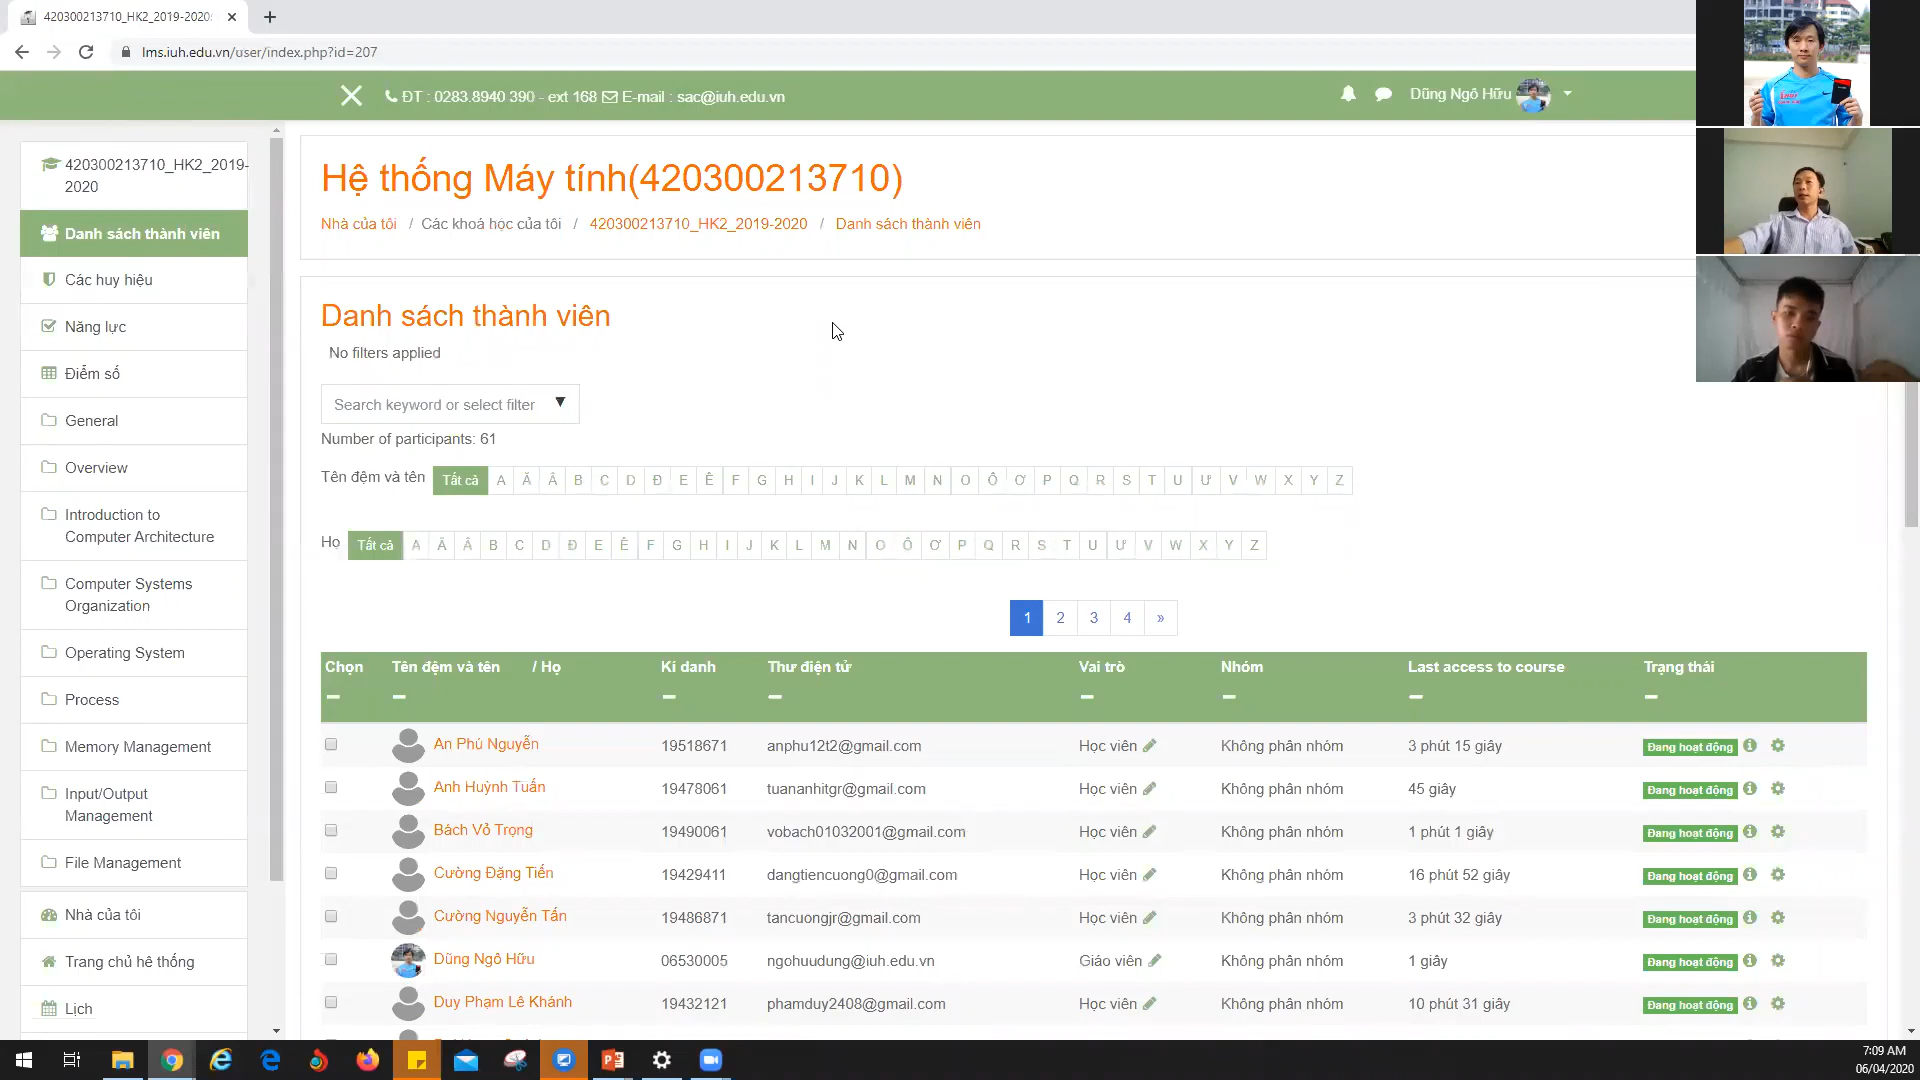 420300213710_HK2_2019-2020
lms.iuh.edu.vn/user/index.php?id=207
ĐT : 0283.8940 390 - ext 168 E-mail : sac@iuh.edu.vn
Dũng Ngô Hữu
420300213710_HK2_2019-
2020
Danh sách thành viên
Các huy hiệu
Năng lực
Điểm số
General
Overview
Introduction to
Computer Architecture
Computer Systems
Organization
Operating System
Process
Memory Management
Input/Output
Management
File Management
Nhà của tôi
Trang chủ hệ thống
Lịch
Hệ thống Máy tính(420300213710)
Nhà của tôi / Các khoá học của tôi / 420300213710_HK2_2019-2020 / Danh sách thành viên
Danh sách thành viên
No filters applied
Search keyword or select filter ▼
Number of participants: 61
Tên đệm và tên Tất cả A Ă Â B C D Đ E Ê F G H I J K L M N O Ô Ơ P Q R S T U Ư V W X Y Z
Họ Tất cả A Ă Â B C D Đ E Ê F G H I J K L M N O Ô Ơ P Q R S T U Ư V W X Y Z
1 2 3 4 »
Chọn Tên đệm và tên / Họ Kí danh Thư điện tử Vai trò Nhóm Last access to course Trạng thái
An Phú Nguyễn 19518671 anphu12t2@gmail.com Học viên Không phân nhóm 3 phút 15 giây Đang hoạt động
Anh Huỳnh Tuấn 19478061 tuananhitgr@gmail.com Học viên Không phân nhóm 45 giây Đang hoạt động
Bách Võ Trọng 19490061 vobach01032001@gmail.com Học viên Không phân nhóm 1 phút 1 giây Đang hoạt động
Cường Đặng Tiến 19429411 dangtiencuong0@gmail.com Học viên Không phân nhóm 16 phút 52 giây Đang hoạt động
Cường Nguyễn Tấn 19486871 tancuongjr@gmail.com Học viên Không phân nhóm 3 phút 32 giây Đang hoạt động
Dũng Ngô Hữu 06530005 ngohuudung@iuh.edu.vn Giáo viên Không phân nhóm 1 giây Đang hoạt động
Duy Phạm Lê Khánh 19432121 phamduy2408@gmail.com Học viên Không phân nhóm 10 phút 31 giây Đang hoạt động
7:09 AM
06/04/2020